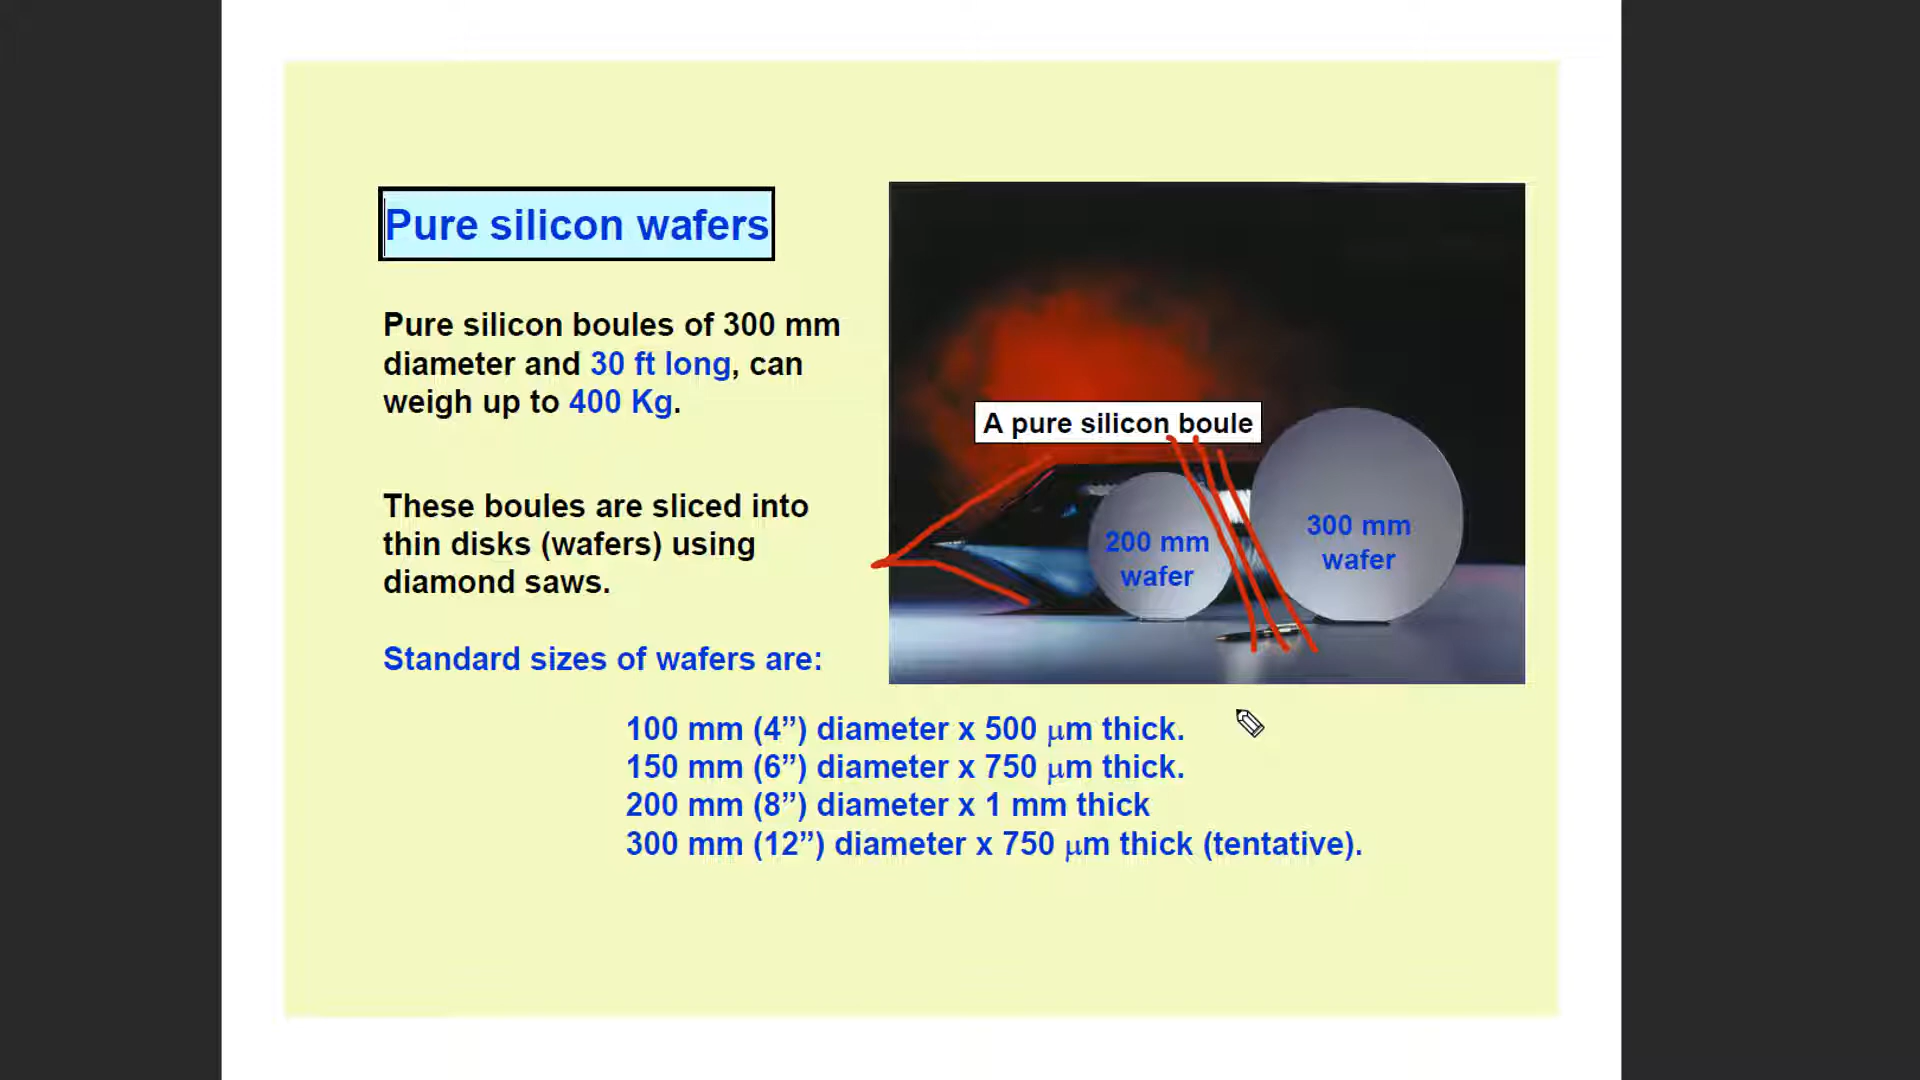 Pure silicon wafers
Pure silicon boules of 300 mm
diameter and 30 ft long, can
weigh up to 400 Kg.
These boules are sliced into
thin disks (wafers) using
diamond saws.
Standard sizes of wafers are:
A pure silicon boule
200 mm
wafer
300 mm
wafer
100 mm (4”) diameter x 500 μm thick.
150 mm (6”) diameter x 750 μm thick.
200 mm (8”) diameter x 1 mm thick
300 mm (12”) diameter x 750 μm thick (tentative).